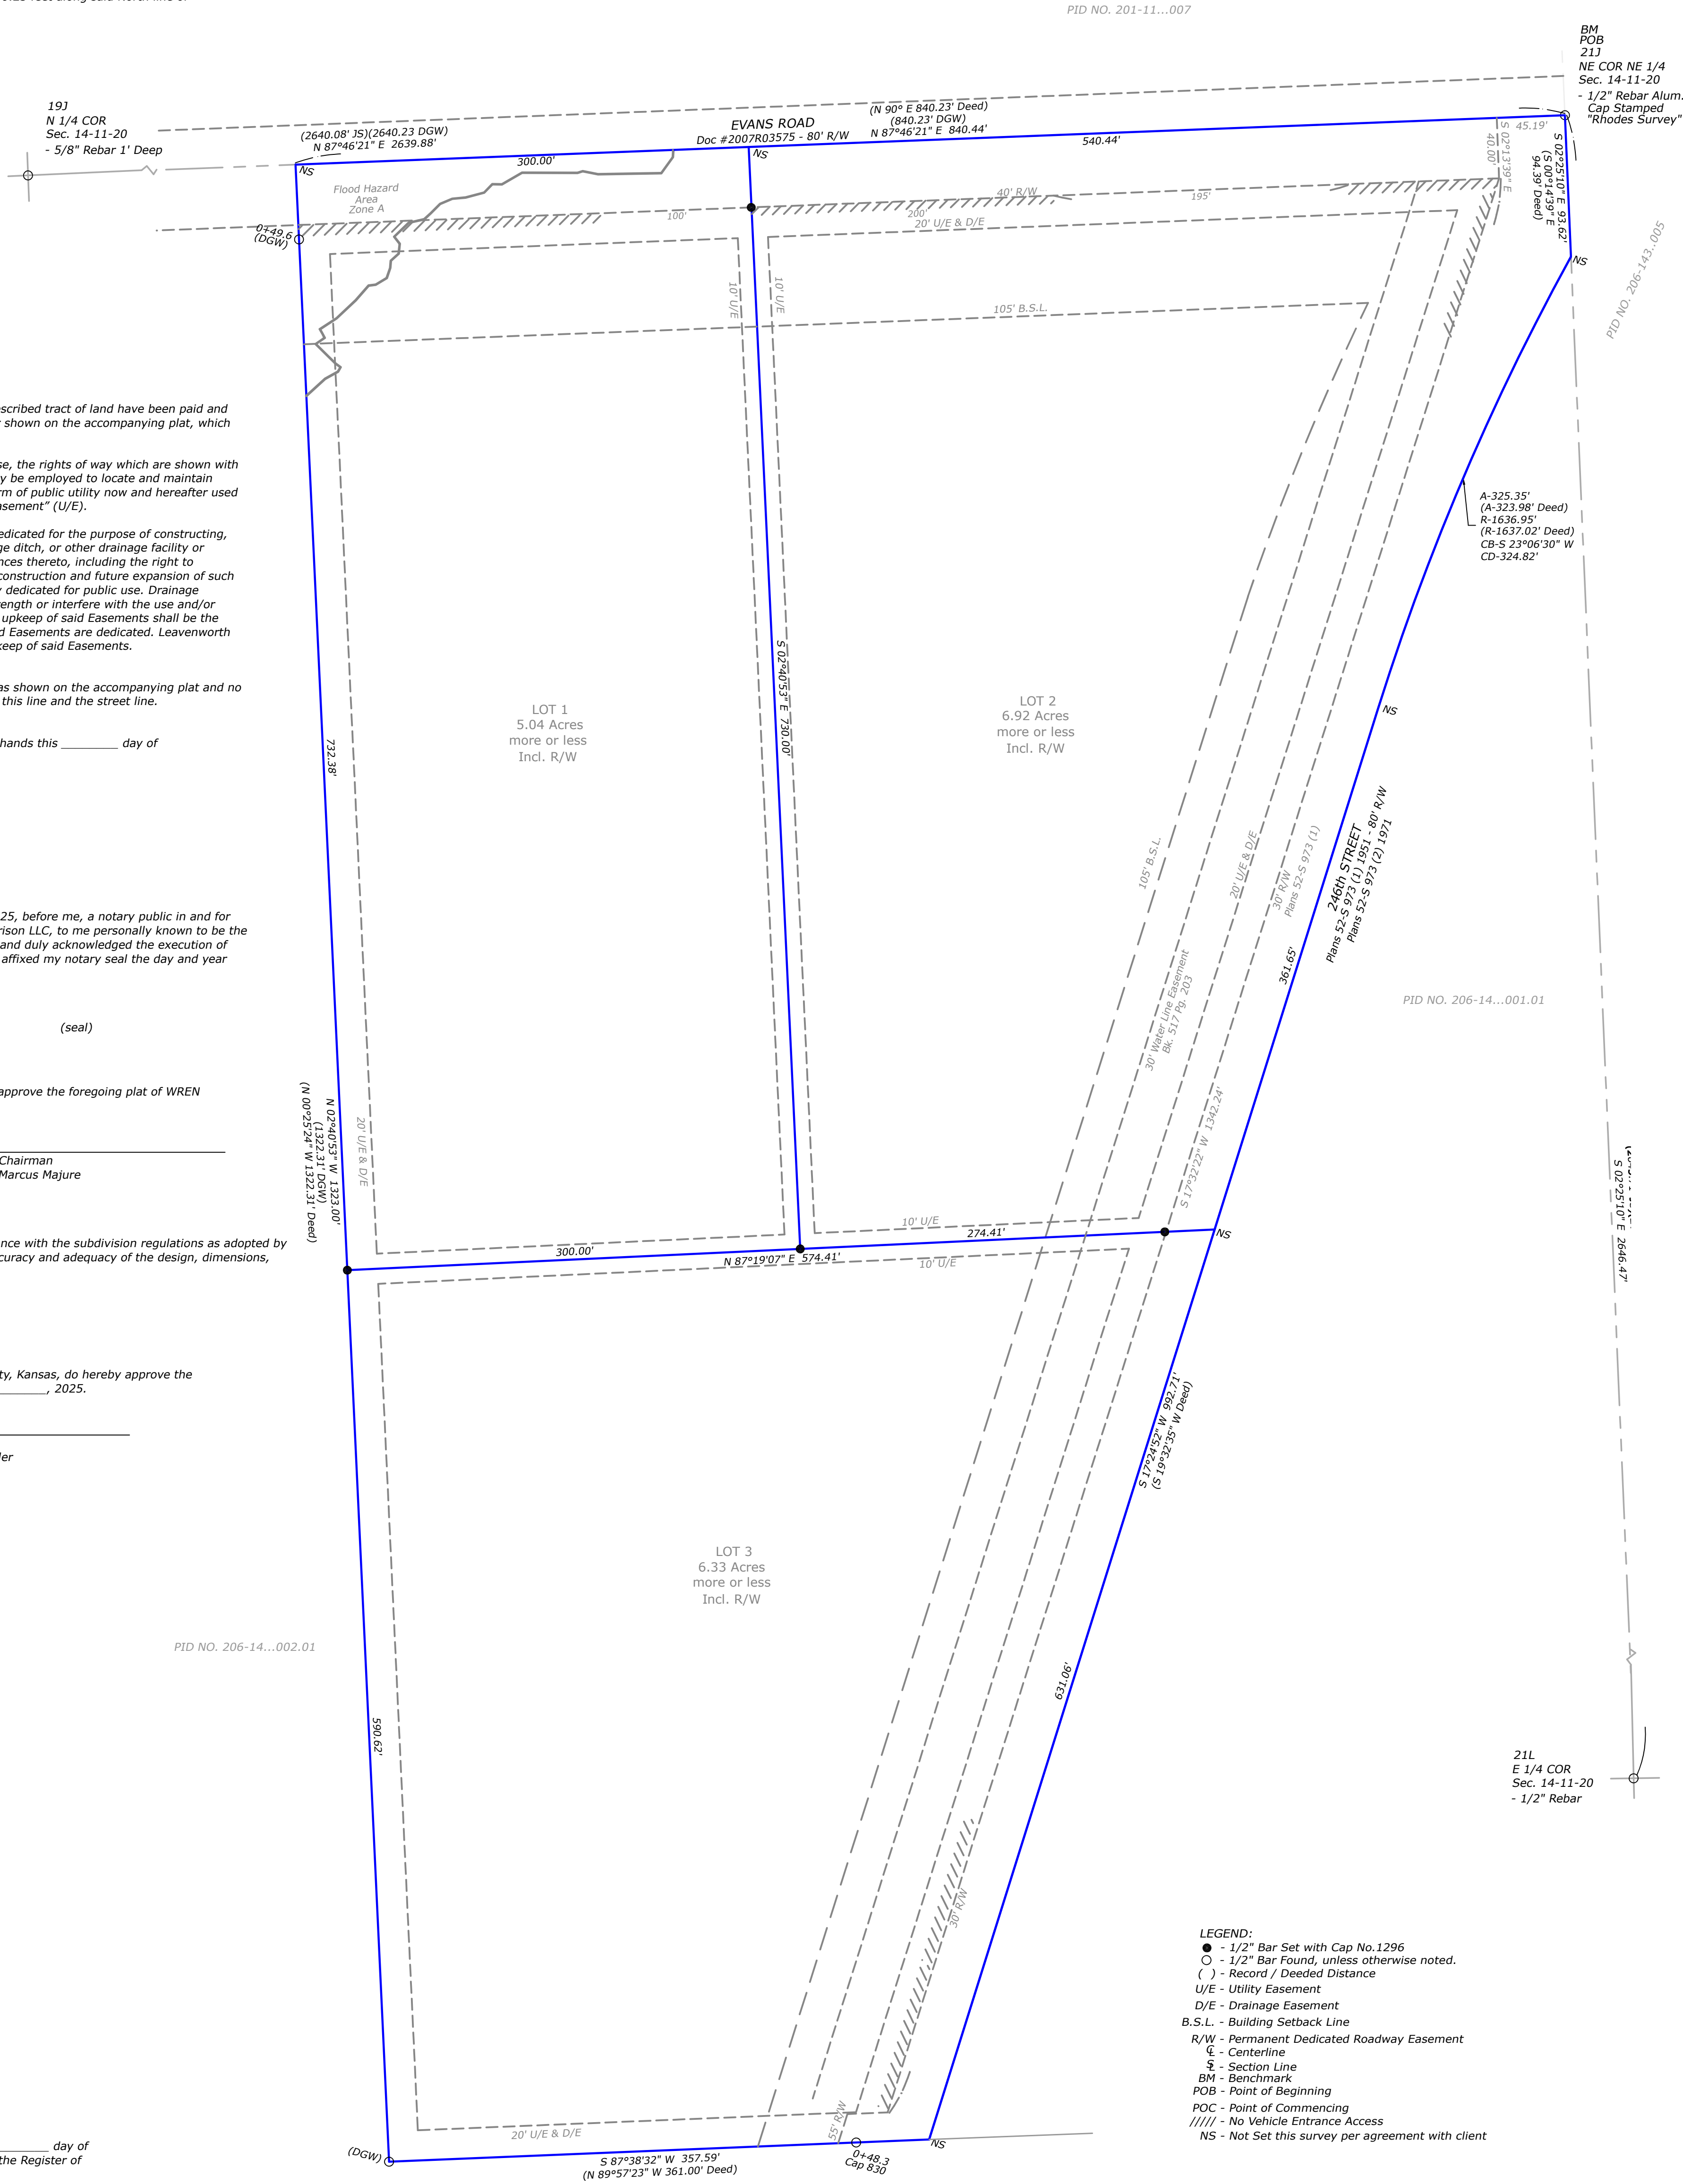 PID NO. 201-11...007
BM
POB
21J
NE COR NE 1/4
Sec. 14-11-20
- 1/2" Rebar Alum.
Cap Stamped
"Rhodes Survey"
19J
N 1/4 COR
Sec. 14-11-20
- 5/8" Rebar 1' Deep
(2640.08' JS)(2640.23 DGW)
N 87°46'21" E 2639.88'
EVANS ROAD
Doc #2007R03575 - 80' R/W
(N 90° E 840.23' Deed)
(840.23' DGW)
N 87°46'21" E 840.44'
300.00'
540.44'
NS
NS
45.19'
S 02°13'39" E
40.00'
S 02°25'10" E 93.62'
(S 00°14'39" E
94.39' Deed)
NS
PID NO. 206-143..005
Flood Hazard
Area
Zone A
0+49.6
(DGW)
100'
40' R/W
200'
195'
20' U/E & D/E
10' U/E
10' U/E
105' B.S.L.
A-325.35'
(A-323.98' Deed)
R-1636.95'
(R-1637.02' Deed)
CB-S 23°06'30" W
CD-324.82'
scribed tract of land have been paid and
shown on the accompanying plat, which
se, the rights of way which are shown with
y be employed to locate and maintain
rm of public utility now and hereafter used
asement” (U/E).
edicated for the purpose of constructing,
ge ditch, or other drainage facility or
nces thereto, including the right to
construction and future expansion of such
y dedicated for public use. Drainage
rength or interfere with the use and/or
upkeep of said Easements shall be the
d Easements are dedicated. Leavenworth
keep of said Easements.
as shown on the accompanying plat and no
this line and the street line.
hands this _________ day of
LOT 1
5.04 Acres
more or less
Incl. R/W
732.38'
S 02°40'53" E 730.00'
LOT 2
6.92 Acres
more or less
Incl. R/W
NS
105' B.S.L.
20' U/E & D/E
30' R/W
Plans 52-S 973 (1)
246th STREET
Plans 52-S 973 (1) 1951 - 80' R/W
Plans 52-S 973 (2) 1971
361.65'
30' Water Line Easement
Bk. 517 Pg. 203
PID NO. 206-14...001.01
25, before me, a notary public in and for
rison LLC, to me personally known to be the
and duly acknowledged the execution of
affixed my notary seal the day and year
(seal)
approve the foregoing plat of WREN
Chairman
Marcus Majure
N 02°40'53" W 1323.00'
(1322.31' DGW)
(N 00°25'24" W 1322.31' Deed)
20' U/E & D/E
S 17°32'22" W 1342.24'
S 02°25'10" E 2646.47'
10' U/E
300.00'
274.41'
N 87°19'07" E 574.41'
10' U/E
NS
ance with the subdivision regulations as adopted by
curacy and adequacy of the design, dimensions,
ty, Kansas, do hereby approve the
________, 2025.
ler
S 17°24'52" W 992.71'
(S 19°32'35" W Deed)
LOT 3
6.33 Acres
more or less
Incl. R/W
PID NO. 206-14...002.01
590.62'
631.06'
21L
E 1/4 COR
Sec. 14-11-20
- 1/2" Rebar
30' R/W
55' R/W
20' U/E & D/E
(DGW)
S 87°38'32" W 357.59'
(N 89°57'23" W 361.00' Deed)
0+48.3
Cap 830
NS
LEGEND:
- 1/2" Bar Set with Cap No.1296
- 1/2" Bar Found, unless otherwise noted.
( ) - Record / Deeded Distance
U/E - Utility Easement
D/E - Drainage Easement
B.S.L. - Building Setback Line
R/W - Permanent Dedicated Roadway Easement
CL - Centerline
SL - Section Line
BM - Benchmark
POB - Point of Beginning
POC - Point of Commencing
///// - No Vehicle Entrance Access
NS - Not Set this survey per agreement with client
________ day of
the Register of